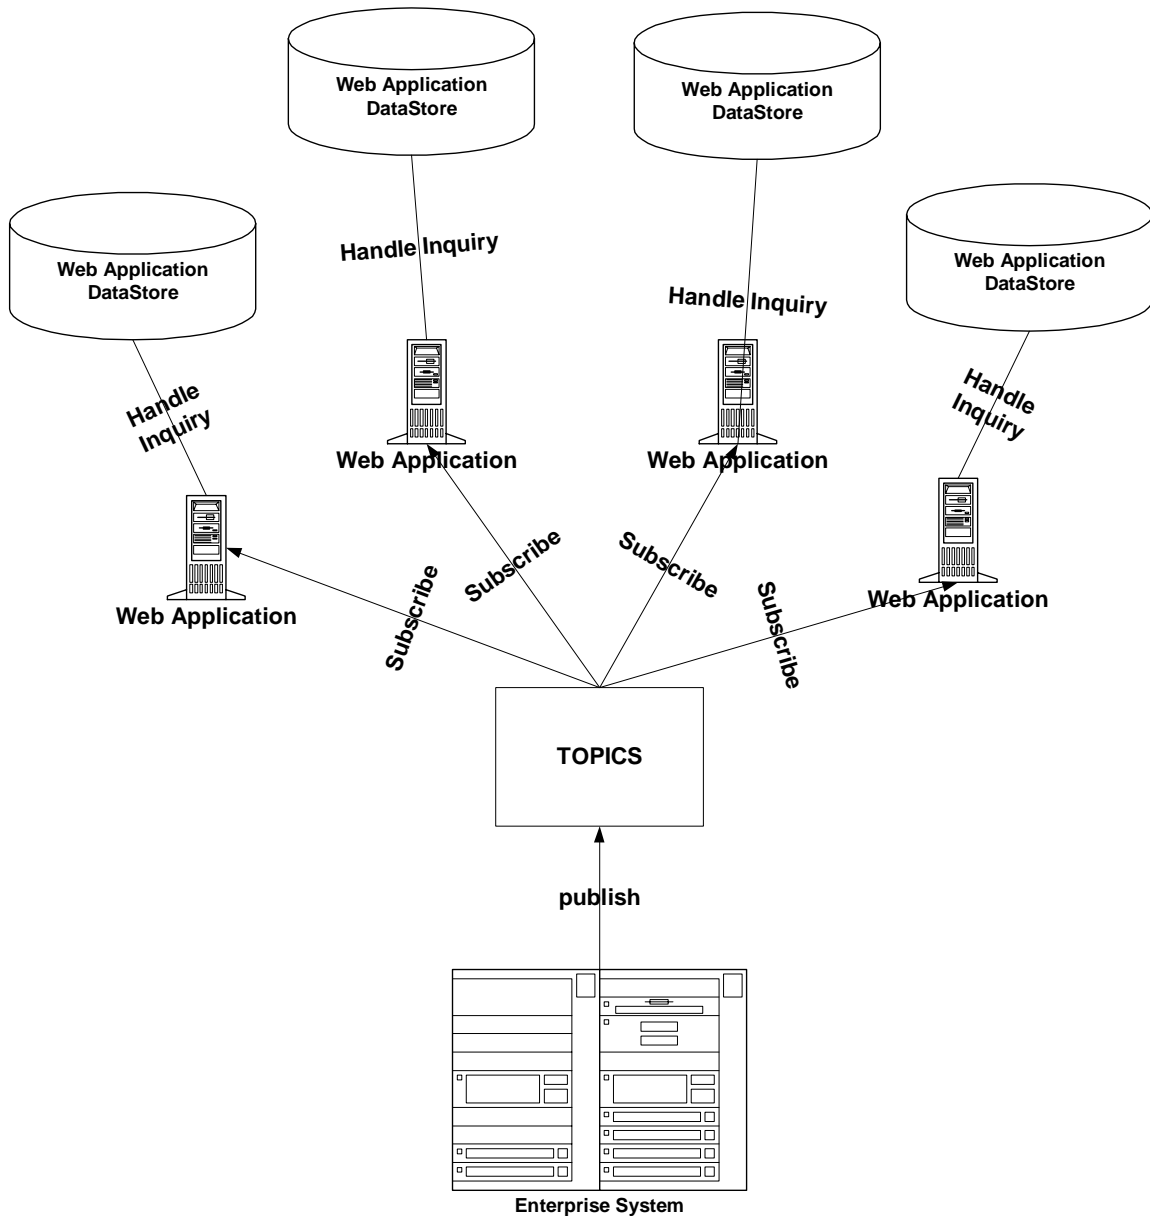 Web Application
DataStore
Web Application
DataStore
Web Application
DataStore
Web Application
DataStore
Handle Inquiry
Handle Inquiry
Handle
Inquiry
Handle
Inquiry
Web Application
Web Application
Web Application
Web Application
Subscribe
Subscribe
Subscribe
Subscribe
TOPICS
publish
Enterprise System